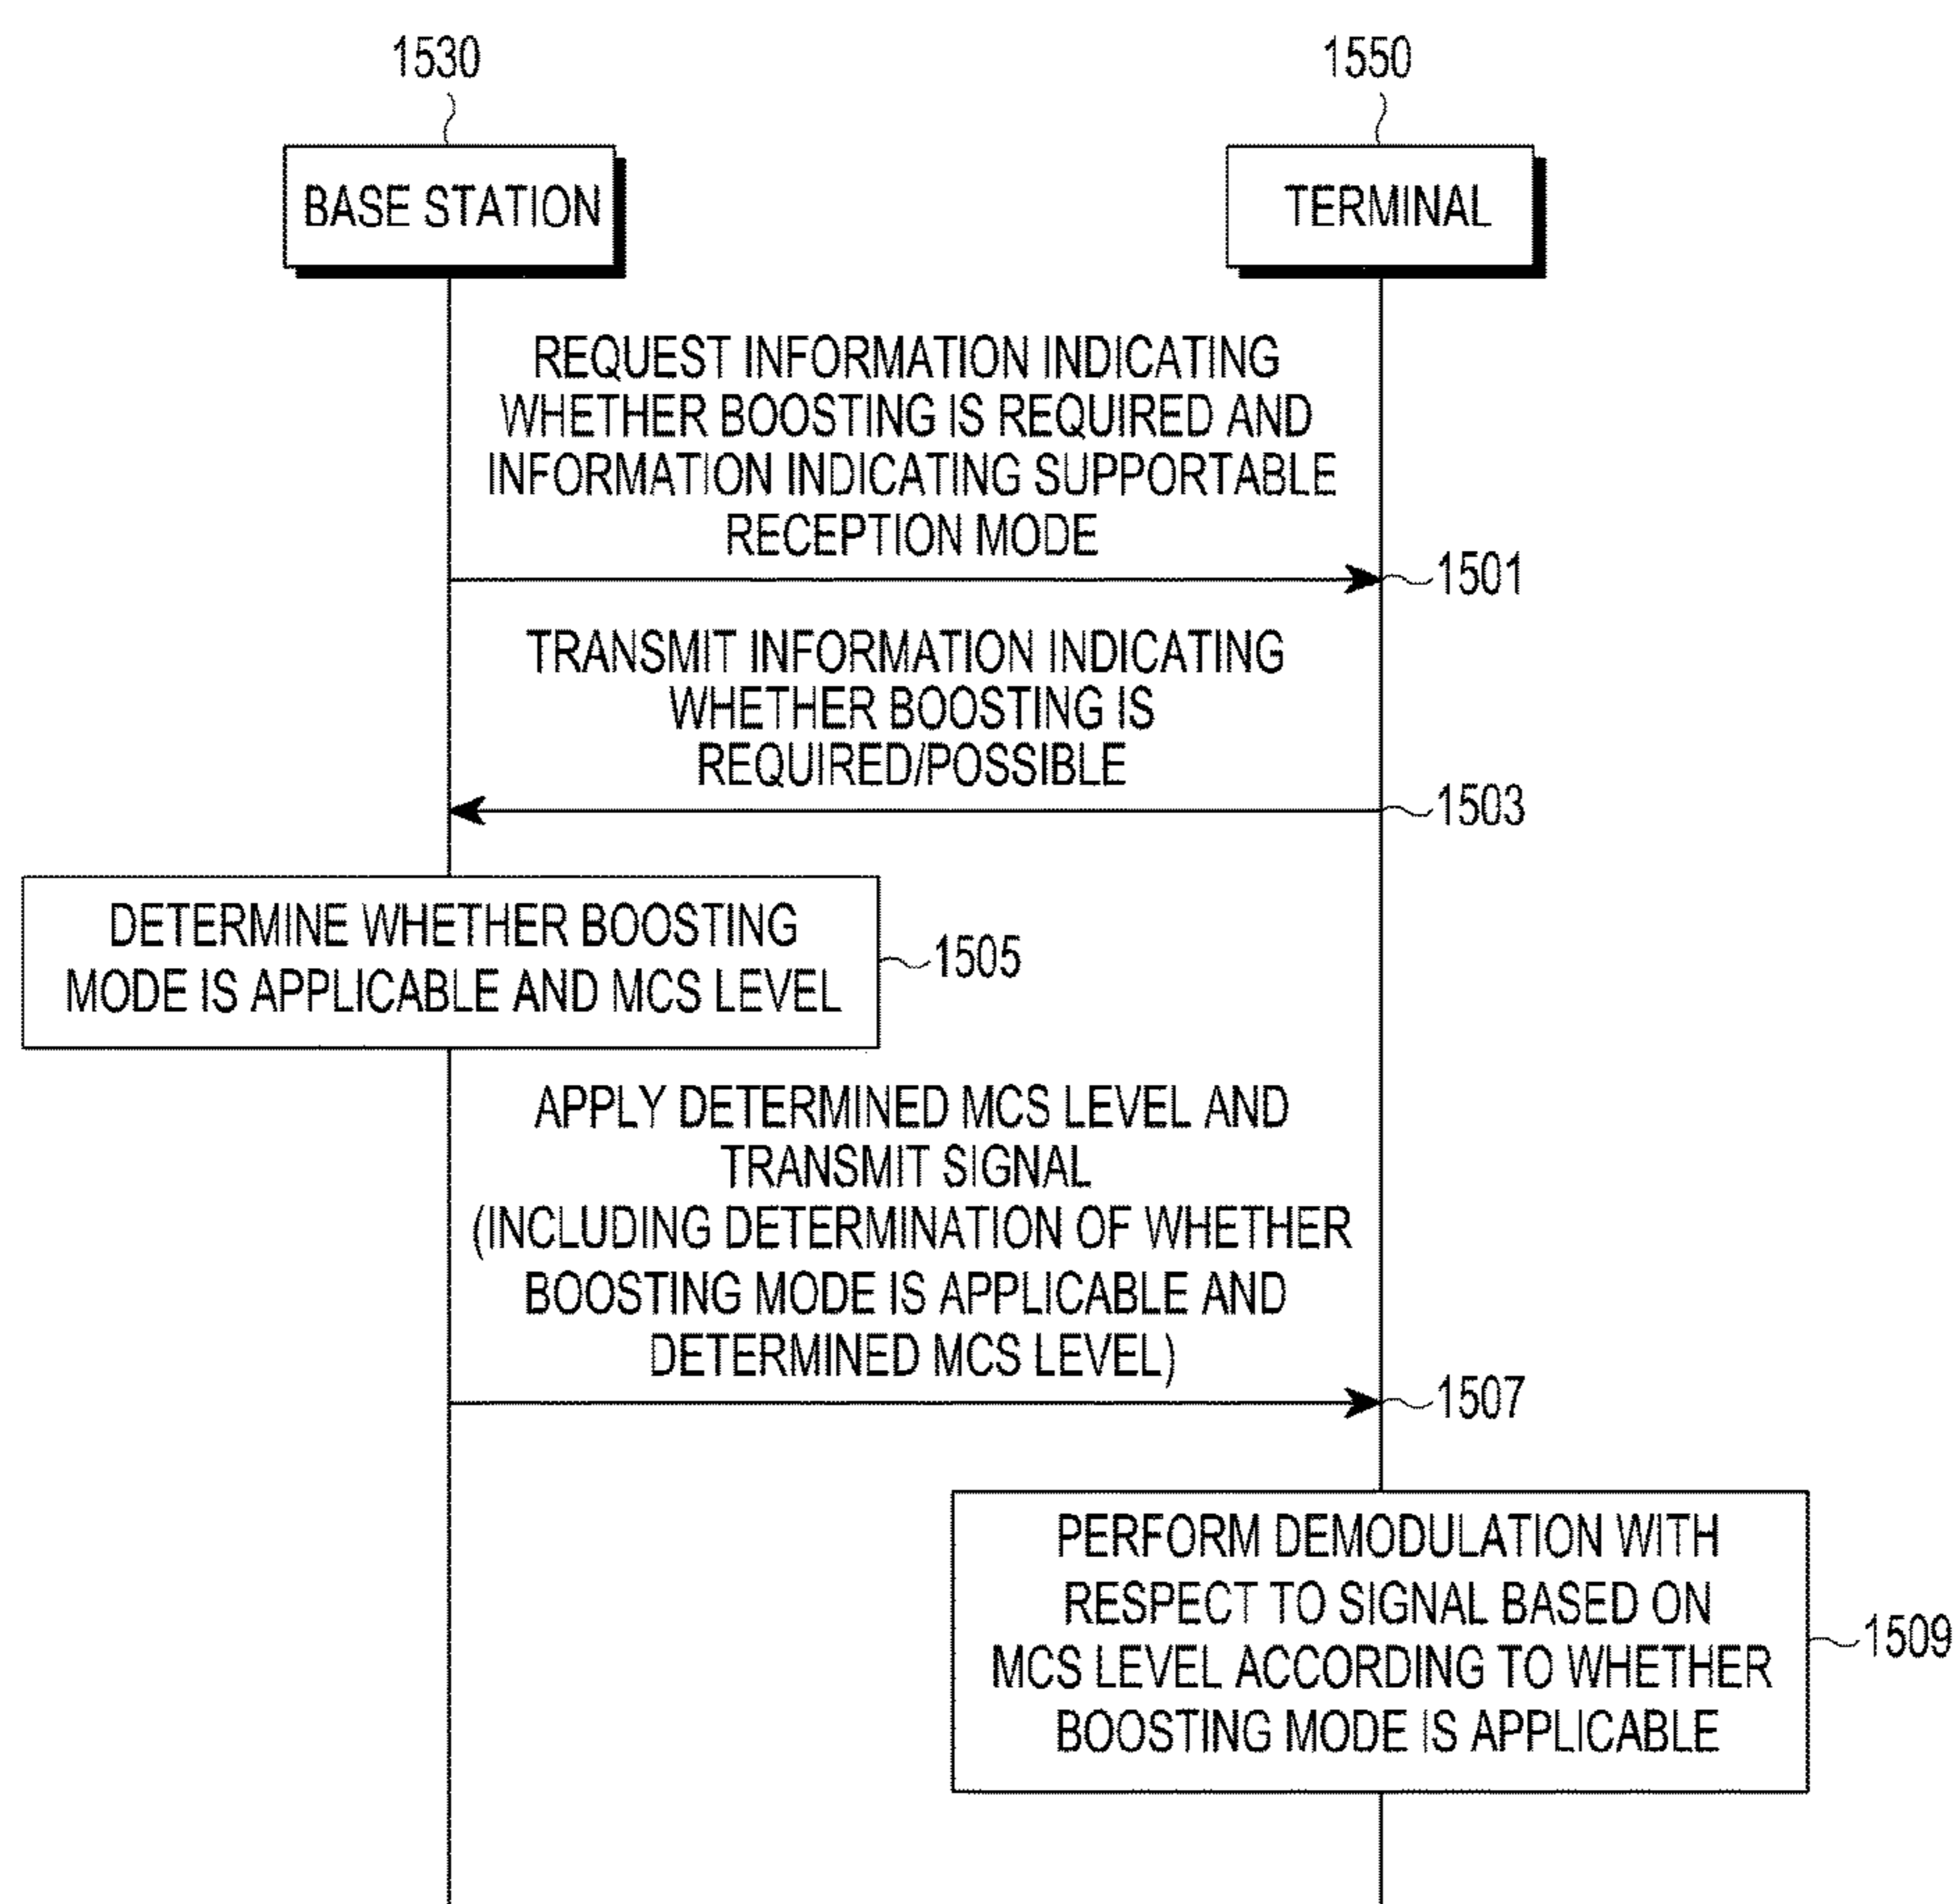 1530
1550
BASE STATION
TERMINAL
REQUEST INFORMATION INDICATING
WHETHER BOOSTING IS REQUIRED AND
INFORMATION INDICATING SUPPORTABLE
RECEPTION MODE
1501
TRANSMIT INFORMATION INDICATING
WHETHER BOOSTING IS
REQUIRED/POSSIBLE
1503
DETERMINE WHETHER BOOSTING
MODE IS APPLICABLE AND MCS LEVEL
1505
APPLY DETERMINED MCS LEVEL AND
TRANSMIT SIGNAL
(INCLUDING DETERMINATION OF WHETHER
BOOSTING MODE IS APPLICABLE AND
DETERMINED MCS LEVEL)
1507
PERFORM DEMODULATION WITH
RESPECT TO SIGNAL BASED ON
MCS LEVEL ACCORDING TO WHETHER
BOOSTING MODE IS APPLICABLE
1509